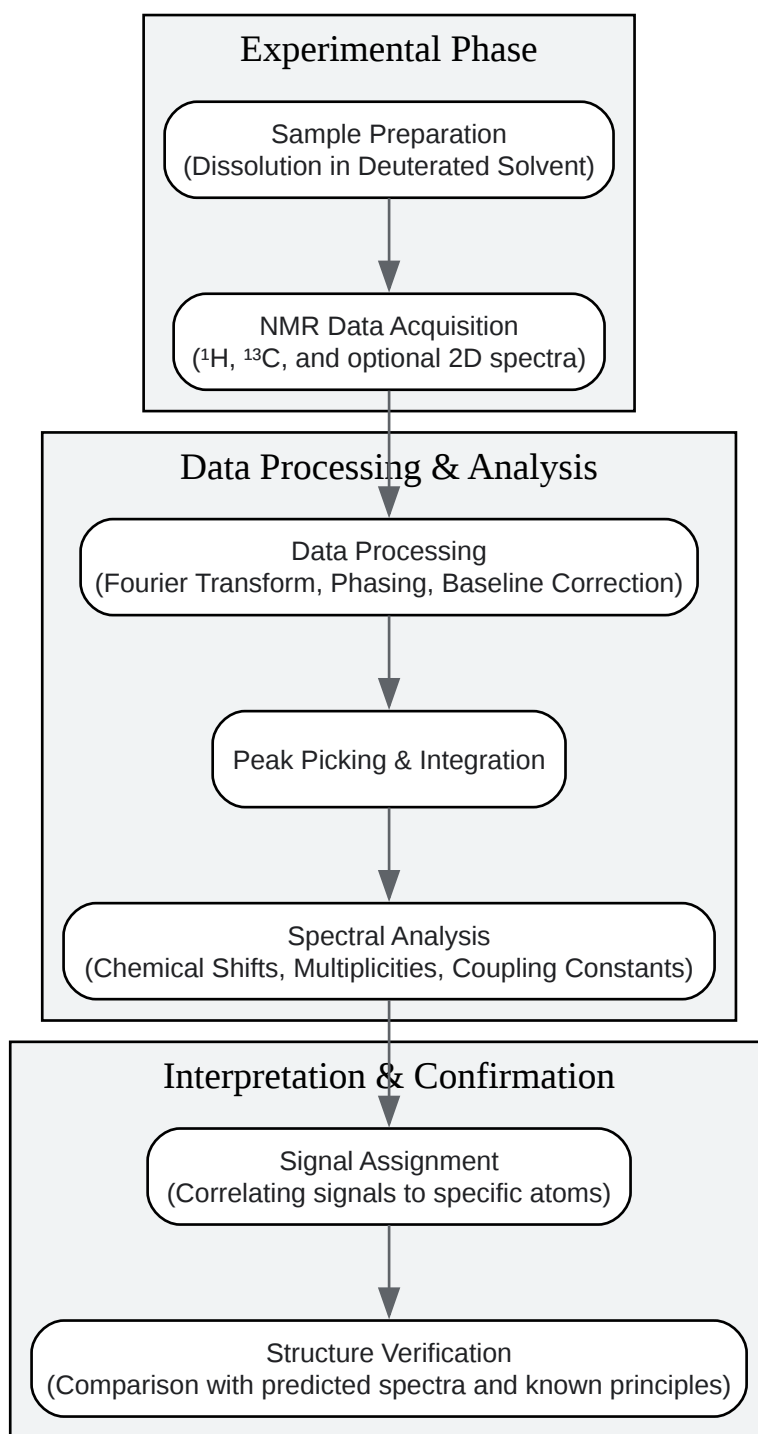 Experimental Phase
Sample Preparation
(Dissolution in Deuterated Solvent)
NMR Data Acquisition
(¹H, ¹³C, and optional 2D spectra)
Data Processing & Analysis
Data Processing
(Fourier Transform, Phasing, Baseline Correction)
Peak Picking & Integration
Spectral Analysis
(Chemical Shifts, Multiplicities, Coupling Constants)
Interpretation & Confirmation
Signal Assignment
(Correlating signals to specific atoms)
Structure Verification
(Comparison with predicted spectra and known principles)